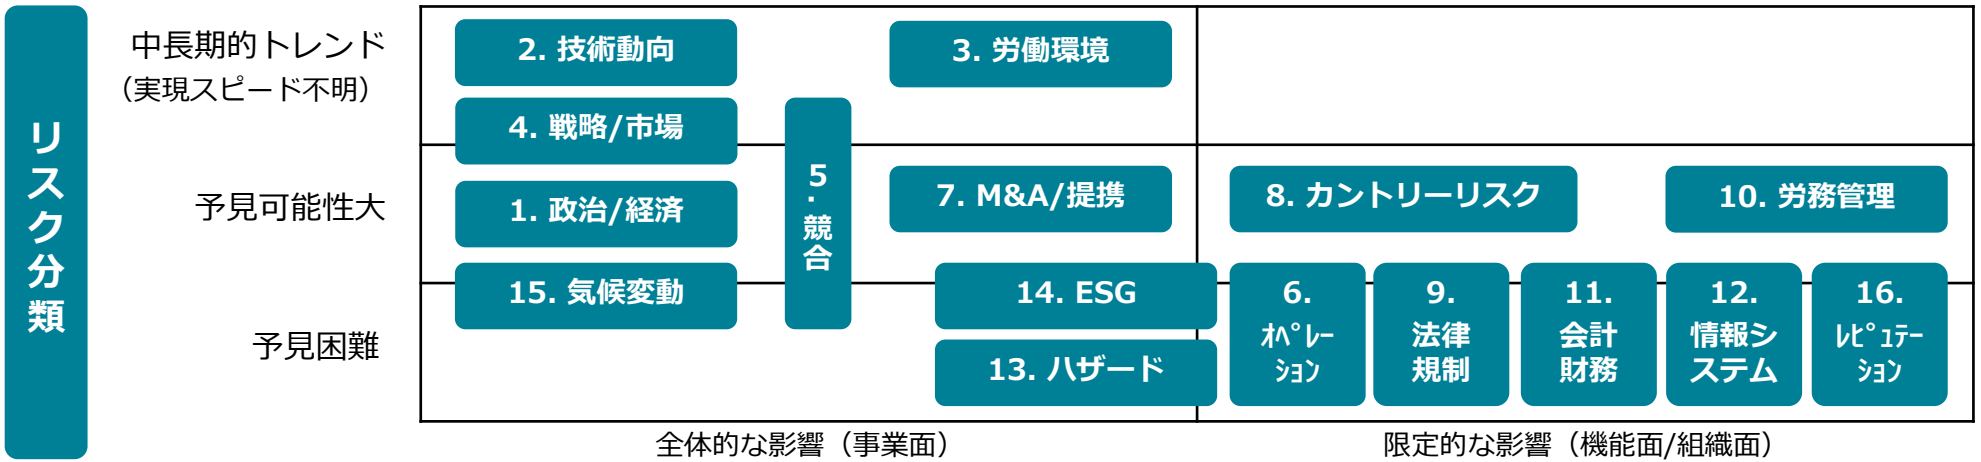 リスク分類
中長期的トレンド
（実現スピード不明）
2. 技術動向
3. 労働環境
4. 戦略/市場
5.競合
予見可能性大
1. 政治/経済
7. M&A/提携
8. カントリーリスク
10. 労務管理
予見困難
15. 気候変動
14. ESG
13. ハザード
6.
ｵﾍﾟﾚｰ
ｼｮﾝ
9.
法律
規制
11.
会計
財務
12.
情報シ
ステム
16.
ﾚﾋﾟｭﾃｰ
ｼｮﾝ
全体的な影響（事業面）
限定的な影響（機能面/組織面）